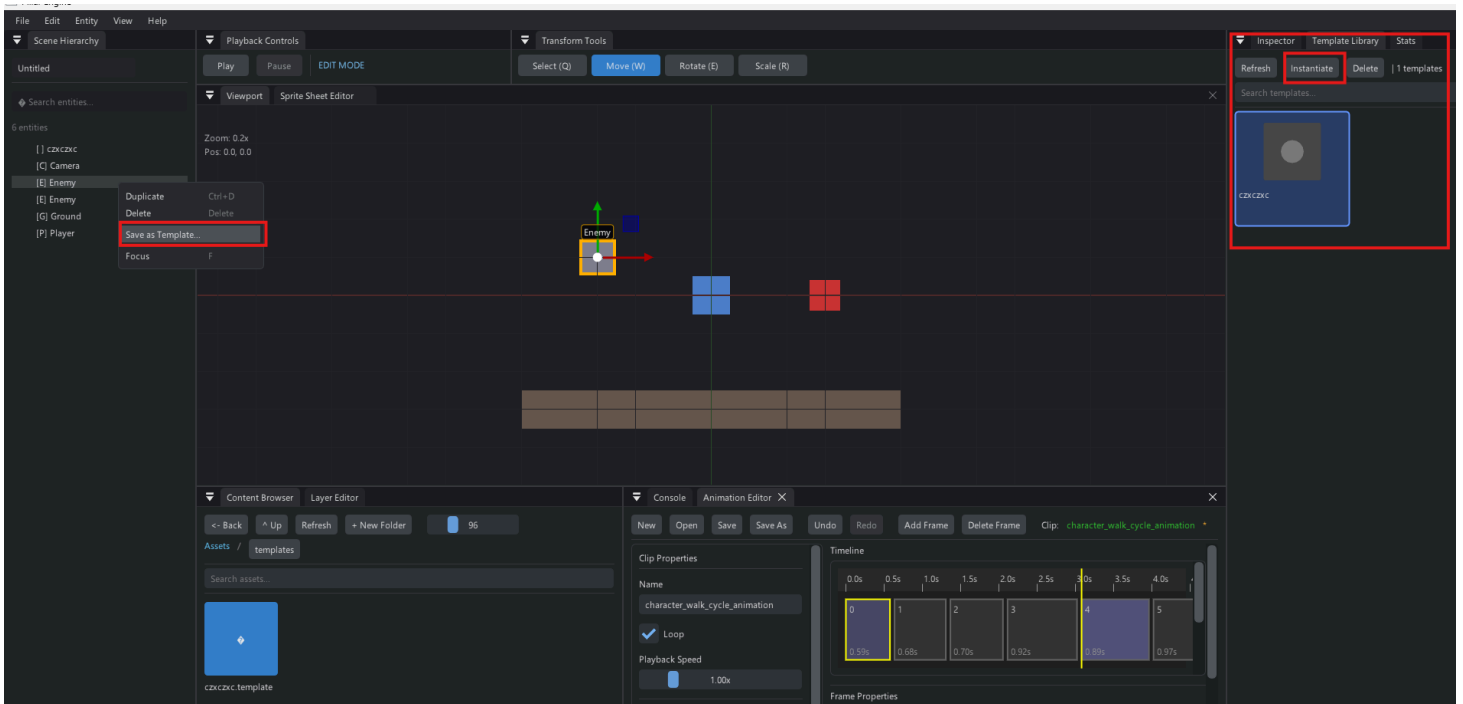 File Edit Entity View Help
Scene Hierarchy
Untitled
Search entities...
6 entities
[ ] czxczxc
[C] Camera
[E] Enemy
[E] Enemy
[G] Ground
[P] Player
Duplicate Ctrl+D
Delete Delete
Save as Template...
Focus F
Playback Controls
Play Pause EDIT MODE
Transform Tools
Select (Q) Move (W) Rotate (E) Scale (R)
Viewport Sprite Sheet Editor
Zoom: 0.2x
Pos: 0.0, 0.0
Enemy
Inspector Template Library Stats
Refresh Instantiate Delete | 1 templates
Search templates...
czxczxc
Content Browser Layer Editor
<- Back ^ Up Refresh + New Folder 96
Assets / templates
Search assets...
czxczxc.template
Console Animation Editor
New Open Save Save As Undo Redo Add Frame Delete Frame Clip: character_walk_cycle_animation *
Clip Properties
Name
character_walk_cycle_animation
Loop
Playback Speed
1.00x
Timeline
0.0s 0.5s 1.0s 1.5s 2.0s 2.5s 3.0s 3.5s 4.0s
0 1 2 3 4 5
0.59s 0.68s 0.70s 0.92s 0.89s 0.97s
Frame Properties